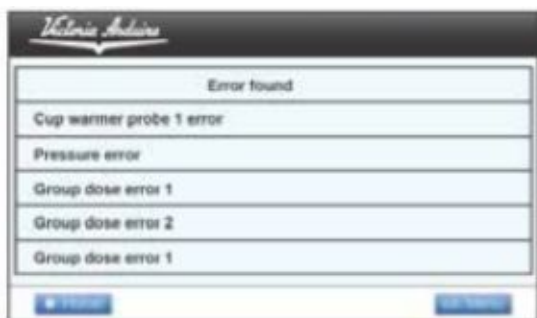 Victoria Arduino
Error found
Cup warmer probe 1 error
Pressure error
Group dose error 1
Group dose error 2
Group dose error 1
Home